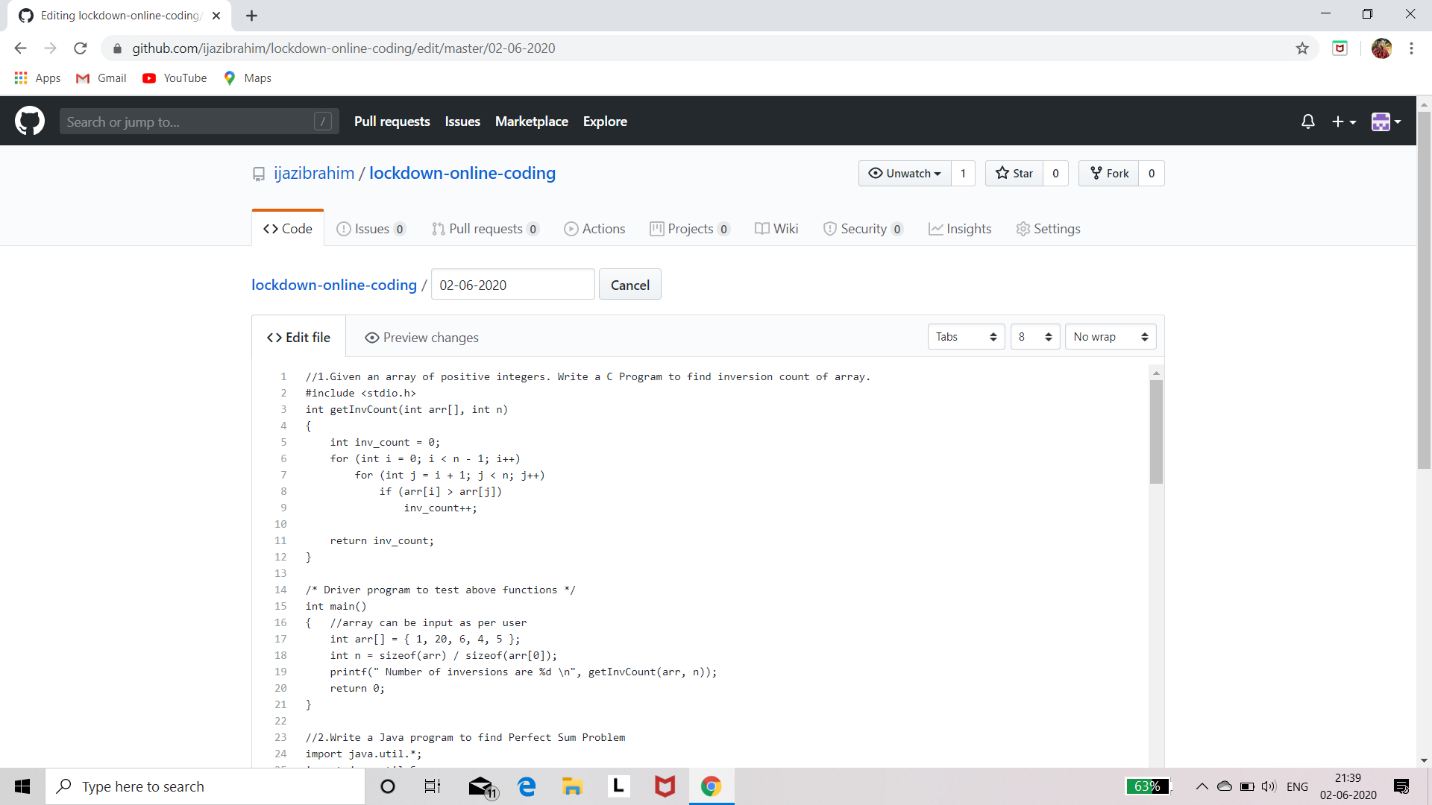 Editing lockdown-online-coding/
github.com/ijazibrahim/lockdown-online-coding/edit/master/02-06-2020
Apps Gmail YouTube Maps
Search or jump to... / Pull requests Issues Marketplace Explore
ijazibrahim / lockdown-online-coding Unwatch 1 Star 0 Fork 0
Code Issues 0 Pull requests 0 Actions Projects 0 Wiki Security 0 Insights Settings
lockdown-online-coding / 02-06-2020 Cancel
<> Edit file Preview changes Tabs 8 No wrap
1 //1.Given an array of positive integers. Write a C Program to find inversion count of array.
2 #include <stdio.h>
3 int getInvCount(int arr[], int n)
4 {
5 int inv_count = 0;
6 for (int i = 0; i < n - 1; i++)
7 for (int j = i + 1; j < n; j++)
8 if (arr[i] > arr[j])
9 inv_count++;
10
11 return inv_count;
12 }
13
14 /* Driver program to test above functions */
15 int main()
16 { //array can be input as per user
17 int arr[] = { 1, 20, 6, 4, 5 };
18 int n = sizeof(arr) / sizeof(arr[0]);
19 printf(" Number of inversions are %d \n", getInvCount(arr, n));
20 return 0;
21 }
22
23 //2.Write a Java program to find Perfect Sum Problem
24 import java.util.*;
Type here to search 11 L 63% ENG 21:39
02-06-2020